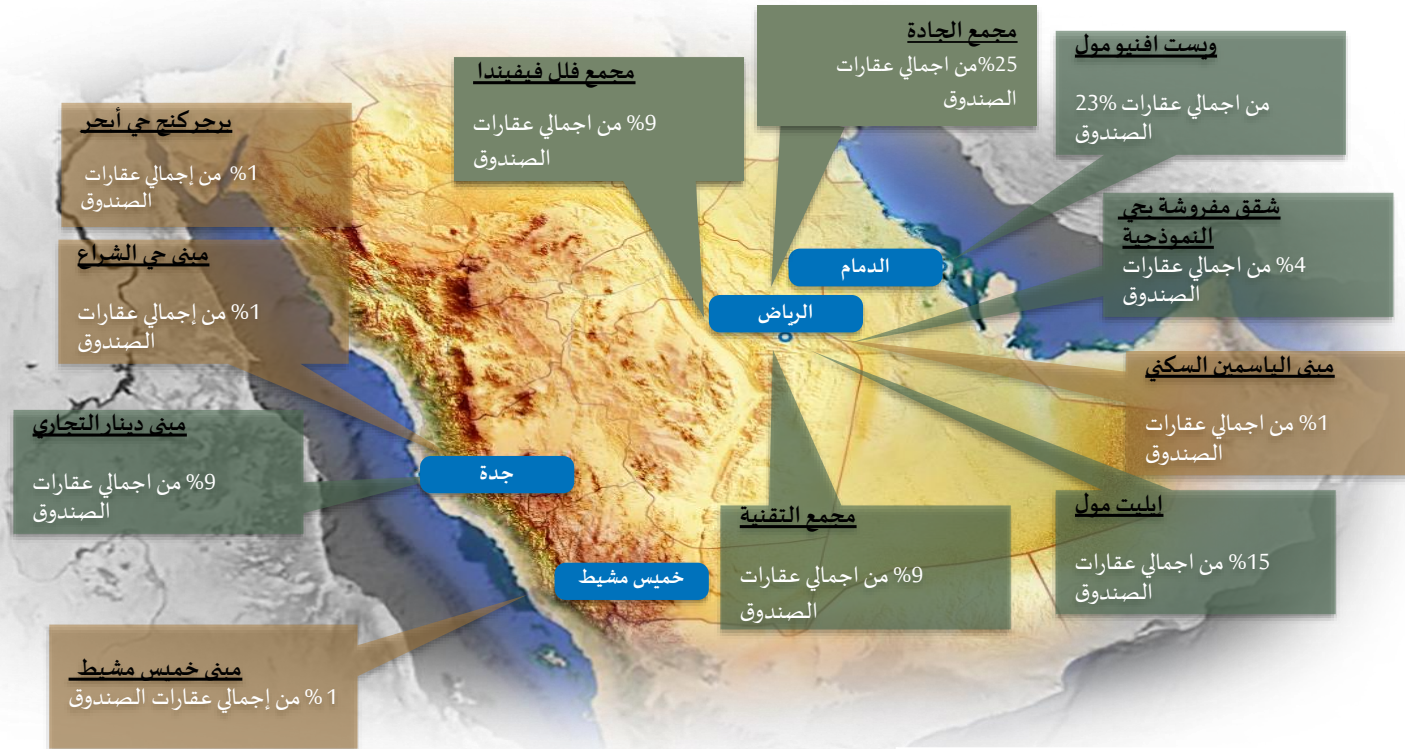 مجمع الجادة
25%من اجمالي عقارات
الصندوق
ويست افنيو مول
من اجمالي عقارات 23%
الصندوق
مجمع فلل فيفيندا
9% من اجمالي عقارات
الصندوق
برجر كنج حي أبحر
1% من إجمالي عقارات
الصندوق
شقق مفروشة بحي
النموذجية
4% من اجمالي عقارات
الصندوق
مبنى حي الشراع
1% من إجمالي عقارات
الصندوق
الدمام
الرياض
مبنى الياسمين السكني
1% من اجمالي عقارات
الصندوق
مبنى دينار التجاري
9% من اجمالي عقارات
الصندوق
جدة
ايليت مول
15% من اجمالي عقارات
الصندوق
مجمع التقنية
9% من اجمالي عقارات
الصندوق
خميس مشيط
مبنى خميس مشيط
1 % من إجمالي عقارات الصندوق